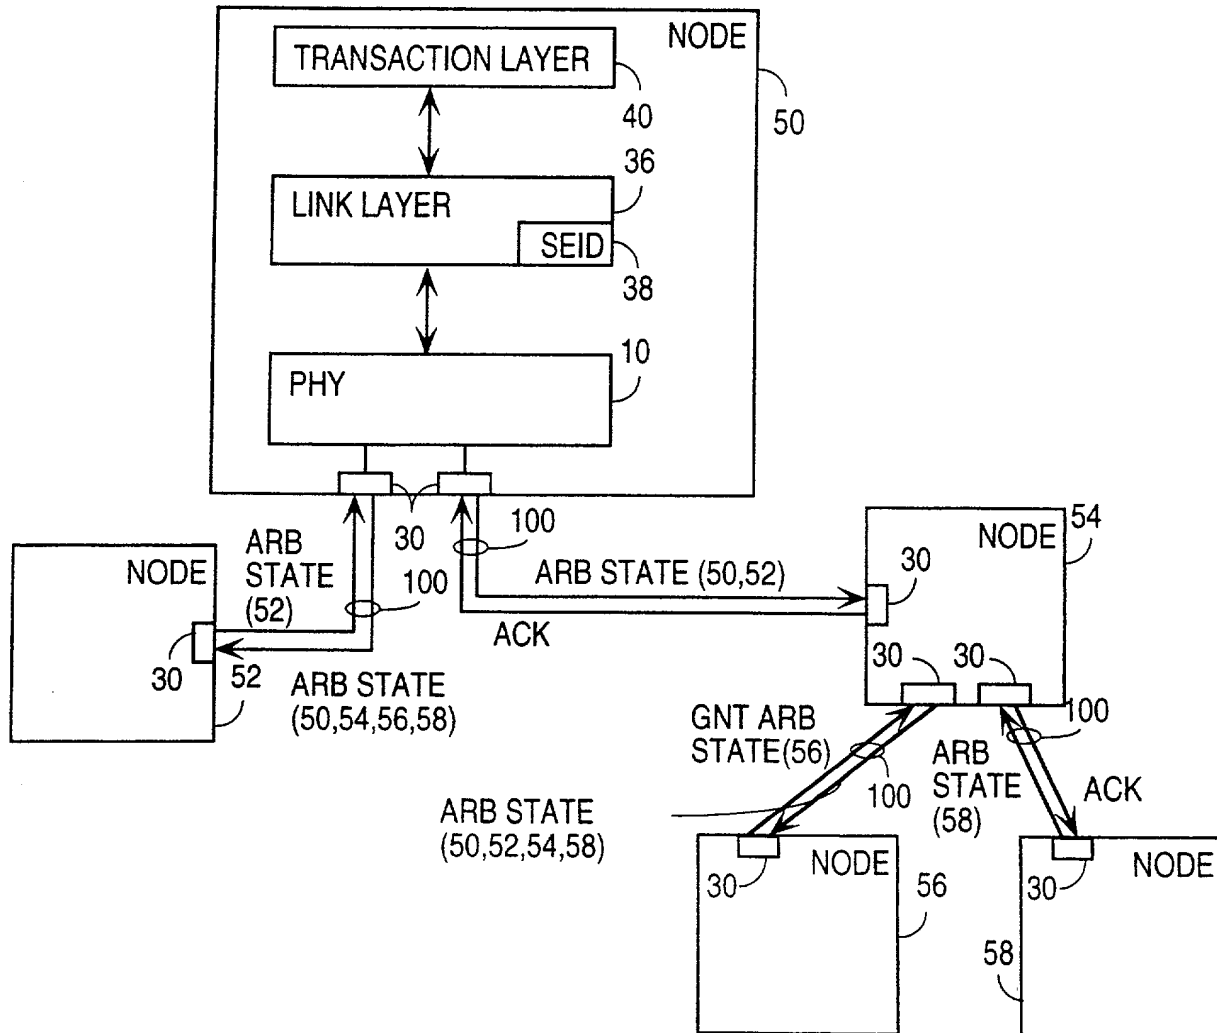 NODE
TRANSACTION LAYER
40
50
36
LINK LAYER
SEID
38
10
PHY
30
100
ARB
STATE
(52)
100
NODE
30
52
ARB STATE
(50,54,56,58)
ARB STATE (50,52)
ACK
54
NODE
30
30
30
GNT ARB
STATE(56)
100
ARB
STATE
(58)
100
ACK
ARB STATE
(50,52,54,58)
30
NODE
56
30
NODE
58